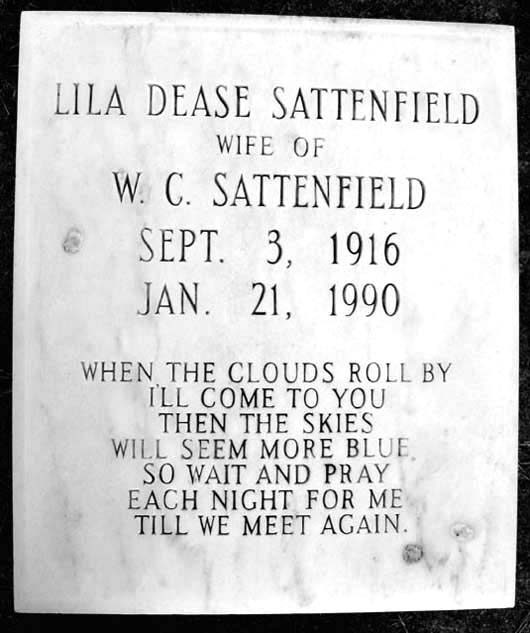 LILA DEASE SATTENFIELD
WIFE OF
W. C. SATTENFIELD
SEPT. 3, 1916
JAN. 21, 1990
WHEN THE CLOUDS ROLL BY
I'LL COME TO YOU
THEN THE SKIES
WILL SEEM MORE BLUE
SO WAIT AND PRAY
EACH NIGHT FOR ME
TILL WE MEET AGAIN.